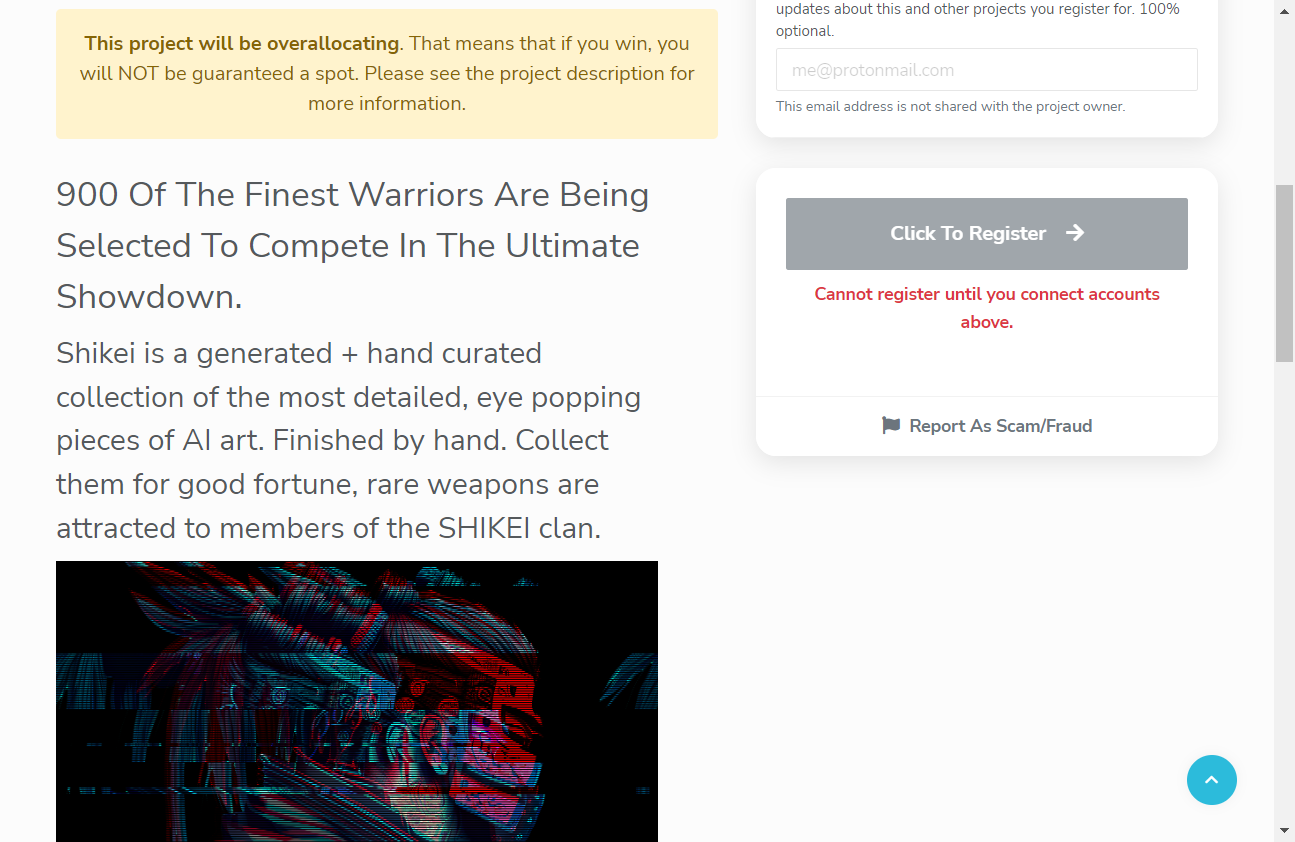 This project will be overallocating. That means that if you win, you
will NOT be guaranteed a spot. Please see the project description for
more information.
900 Of The Finest Warriors Are Being
Selected To Compete In The Ultimate
Showdown.
Shikei is a generated + hand curated
collection of the most detailed, eye popping
pieces of AI art. Finished by hand. Collect
them for good fortune, rare weapons are
attracted to members of the SHIKEI clan.
updates about this and other projects you register for. 100%
optional.
me@protonmail.com
This email address is not shared with the project owner.
Click To Register
Cannot register until you connect accounts
above.
Report As Scam/Fraud